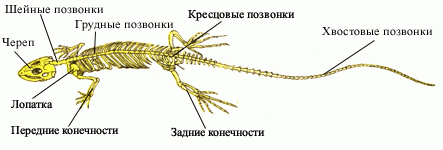 Шейные позвонки
Грудные позвонки
Кресцовые позвонки
Хвостовые позвонки
Череп
Лопатка
Передние конечности
Задние конечности